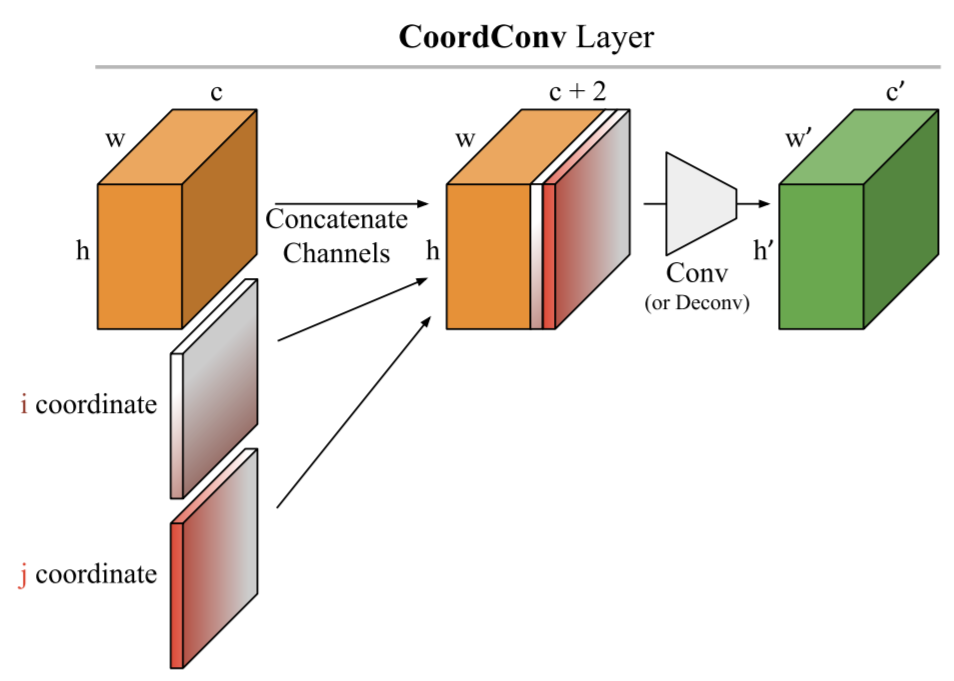 CoordConv Layer
c
w
h
i coordinate
j coordinate
Concatenate
Channels
c + 2
w
h
Conv
(or Deconv)
c′
w′
h′